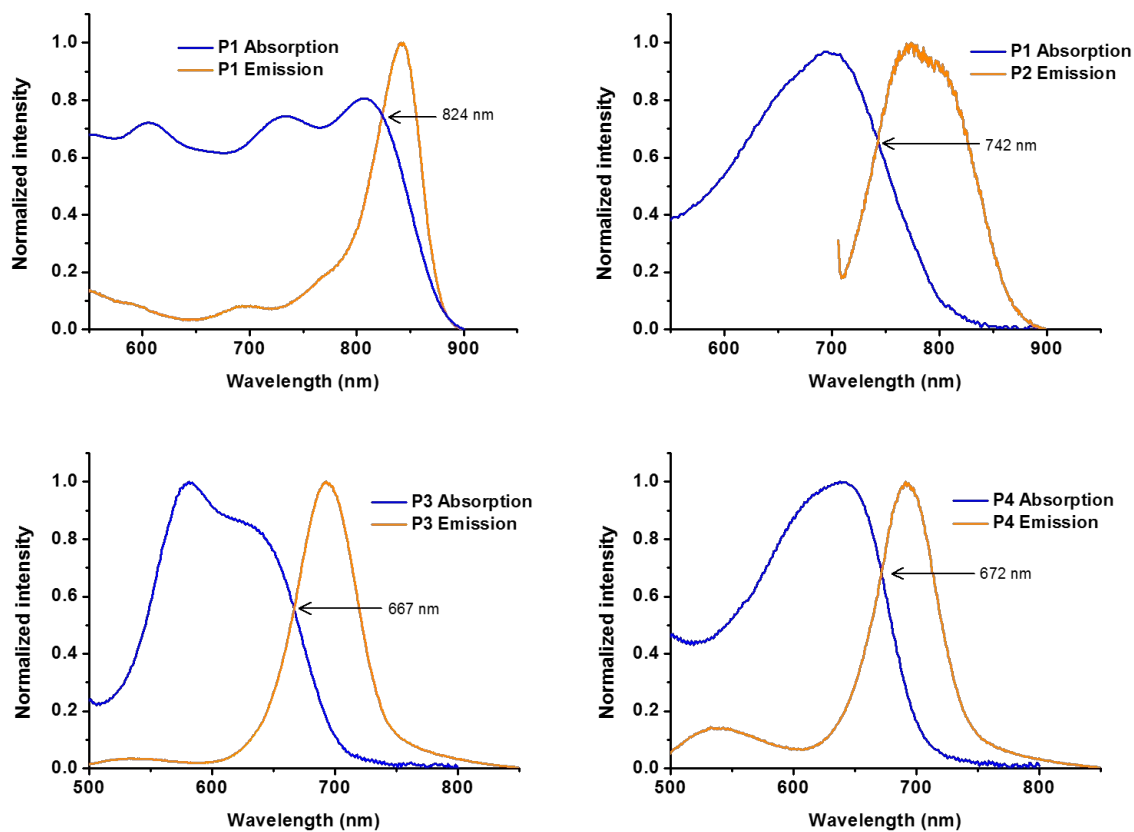 P1 Absorption
P1 Emission
824 nm
Normalized intensity
1.0
0.8
0.6
0.4
0.2
0.0
600
700
800
900
Wavelength (nm)
P1 Absorption
P2 Emission
742 nm
Normalized intensity
1.0
0.8
0.6
0.4
0.2
0.0
600
700
800
900
Wavelength (nm)
P3 Absorption
P3 Emission
667 nm
Normalized intensity
1.0
0.8
0.6
0.4
0.2
0.0
500
600
700
800
Wavelength (nm)
P4 Absorption
P4 Emission
672 nm
Normalized intensity
1.0
0.8
0.6
0.4
0.2
0.0
500
600
700
800
Wavelength (nm)